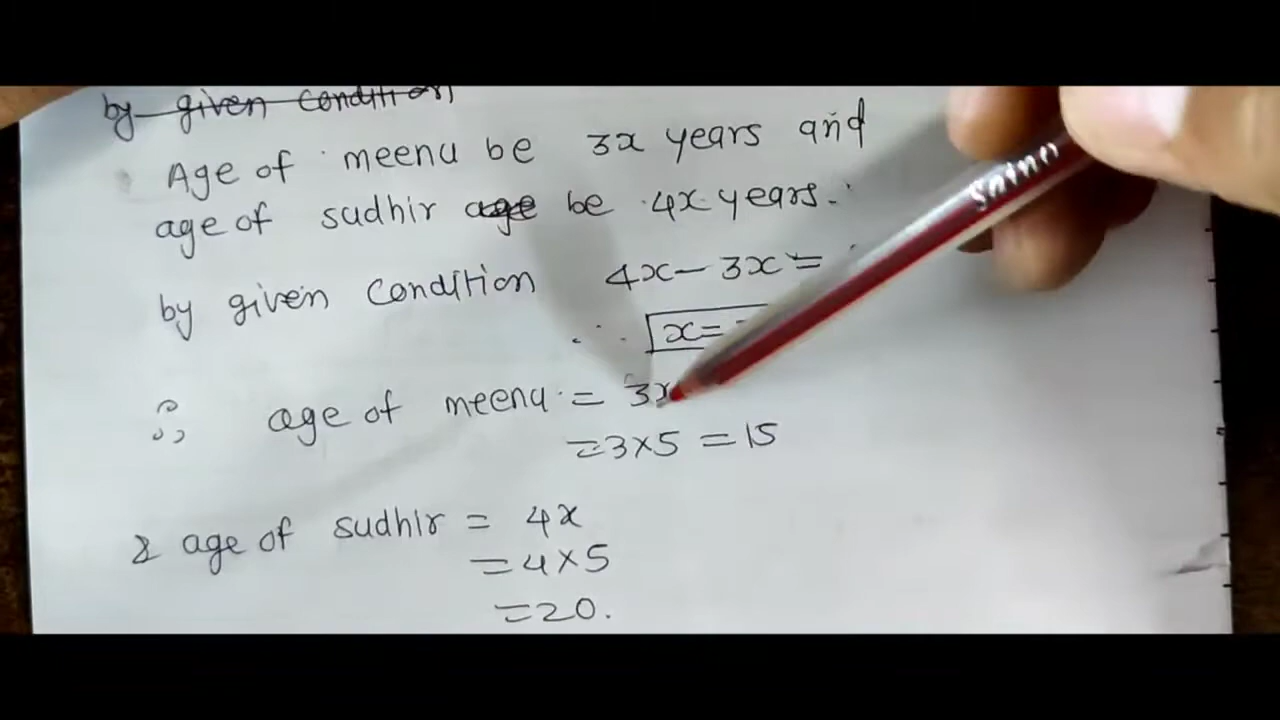 by given condition
Age of meenu be 3x years and
age of sudhir age be 4x years.
by given condition 4x - 3x =
∴ x =
∴ age of meenu = 3x
= 3 × 5 = 15
& age of sudhir = 4x
= 4 × 5
= 20.